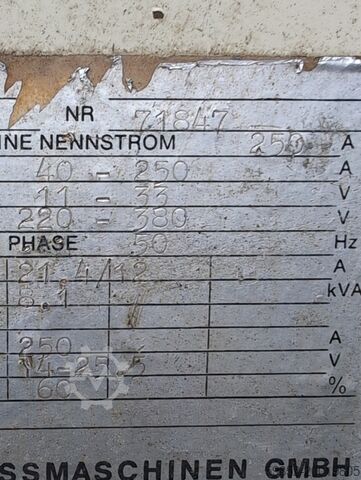 NR 71847
INE NENNSTROM 250 A
40 - 250 A
11 - 33 V
220 - 380 V
PHASE 50 Hz
21.4/12 A
8.1 kVA
250 A
V
60 %
SSMASCHINEN GMBH